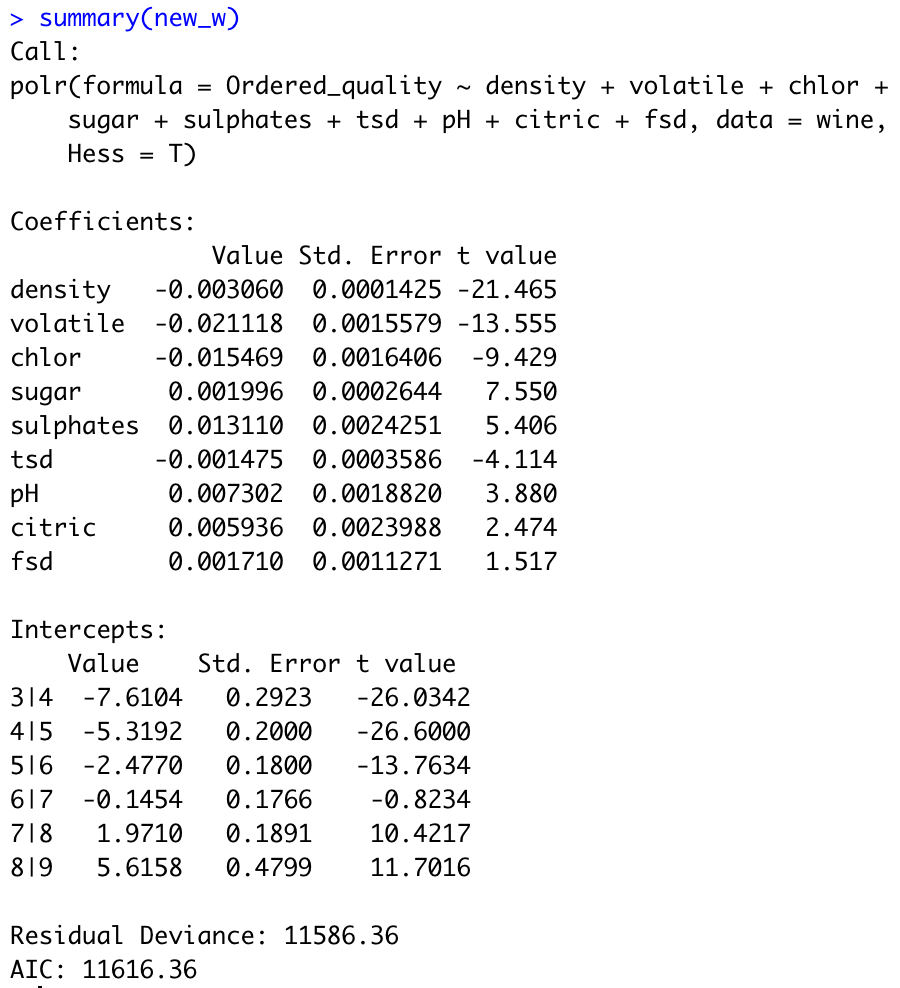 > summary(new_w)
Call:
polr(formula = Ordered_quality ~ density + volatile + chlor +
    sugar + sulphates + tsd + pH + citric + fsd, data = wine,
    Hess = T)

Coefficients:
              Value Std. Error t value
density   -0.003060  0.0001425 -21.465
volatile  -0.021118  0.0015579 -13.555
chlor     -0.015469  0.0016406  -9.429
sugar      0.001996  0.0002644   7.550
sulphates  0.013110  0.0024251   5.406
tsd       -0.001475  0.0003586  -4.114
pH         0.007302  0.0018820   3.880
citric     0.005936  0.0023988   2.474
fsd        0.001710  0.0011271   1.517

Intercepts:
    Value    Std. Error t value
3|4  -7.6104   0.2923   -26.0342
4|5  -5.3192   0.2000   -26.6000
5|6  -2.4770   0.1800   -13.7634
6|7  -0.1454   0.1766    -0.8234
7|8   1.9710   0.1891    10.4217
8|9   5.6158   0.4799    11.7016

Residual Deviance: 11586.36
AIC: 11616.36